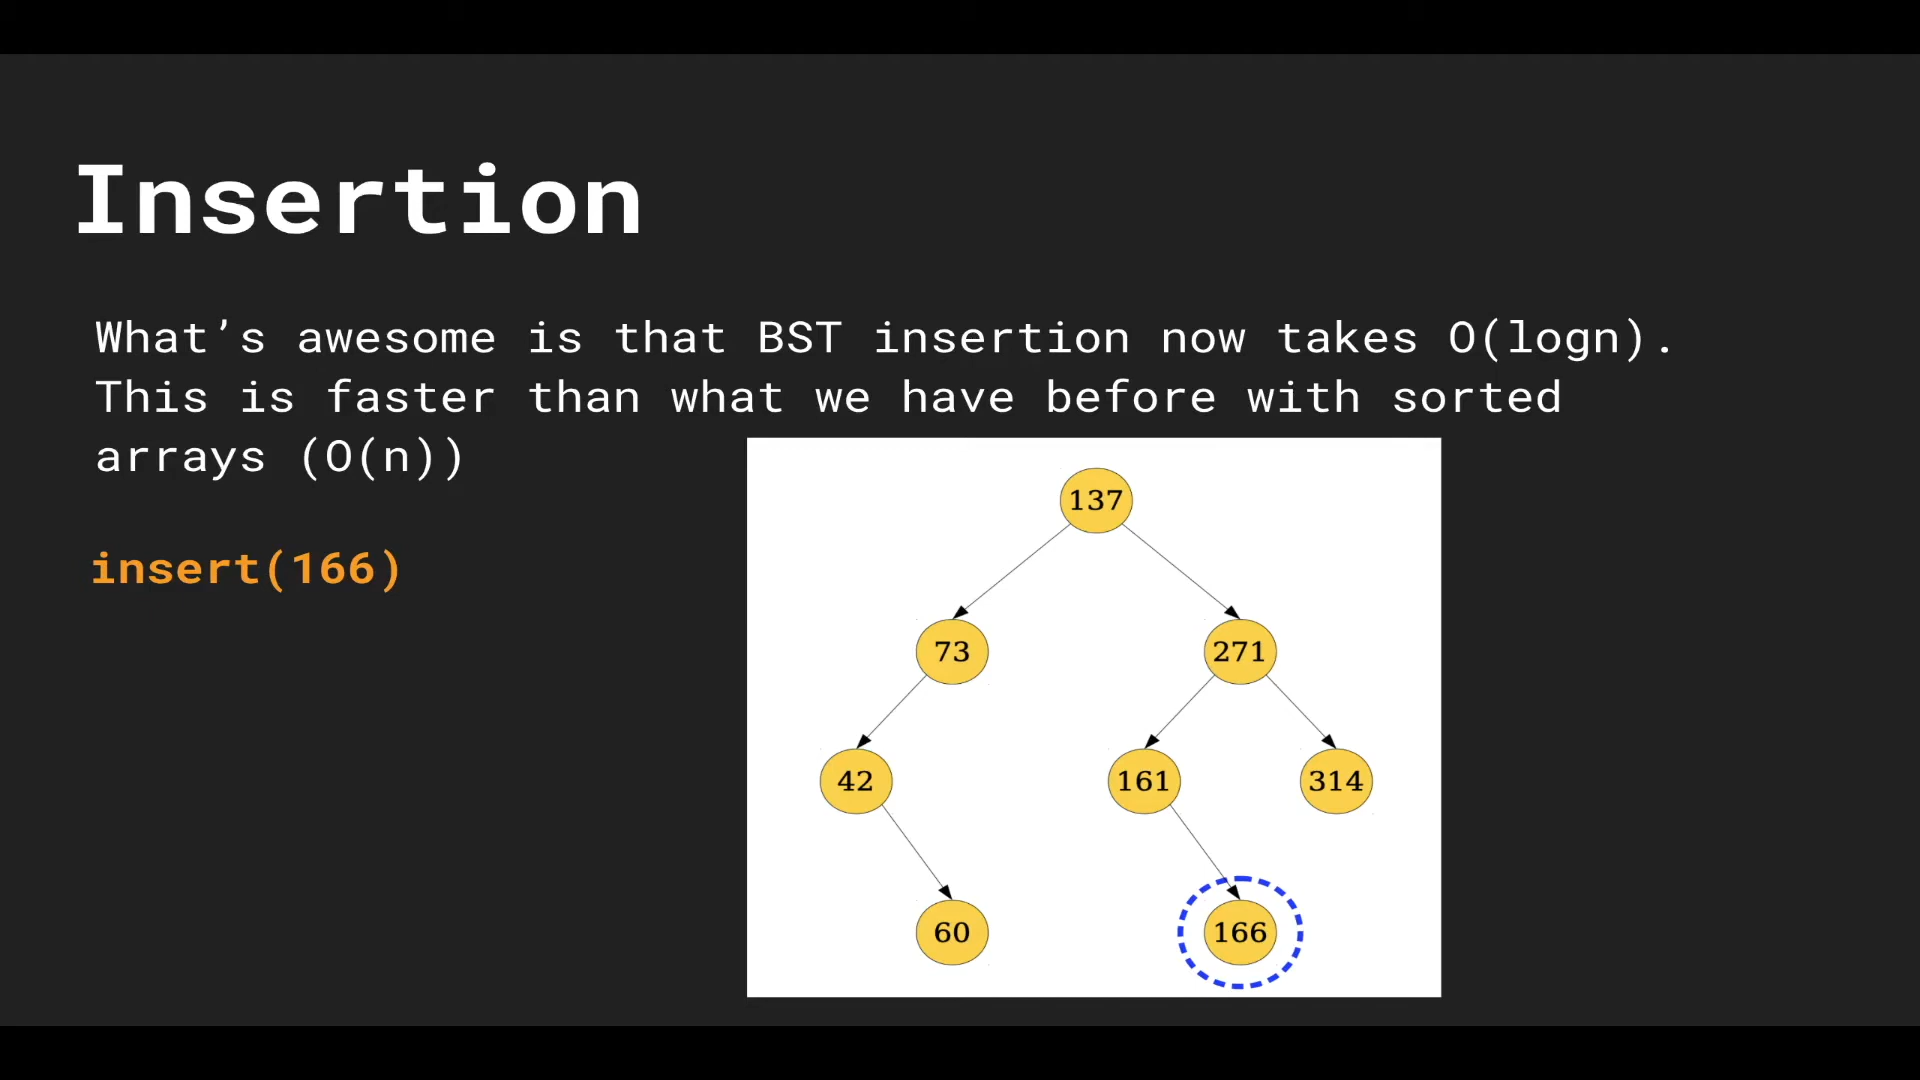 Insertion
What’s awesome is that BST insertion now takes O(logn).
This is faster than what we have before with sorted
arrays (O(n))
insert(166)
137
73
271
42
161
314
60
166